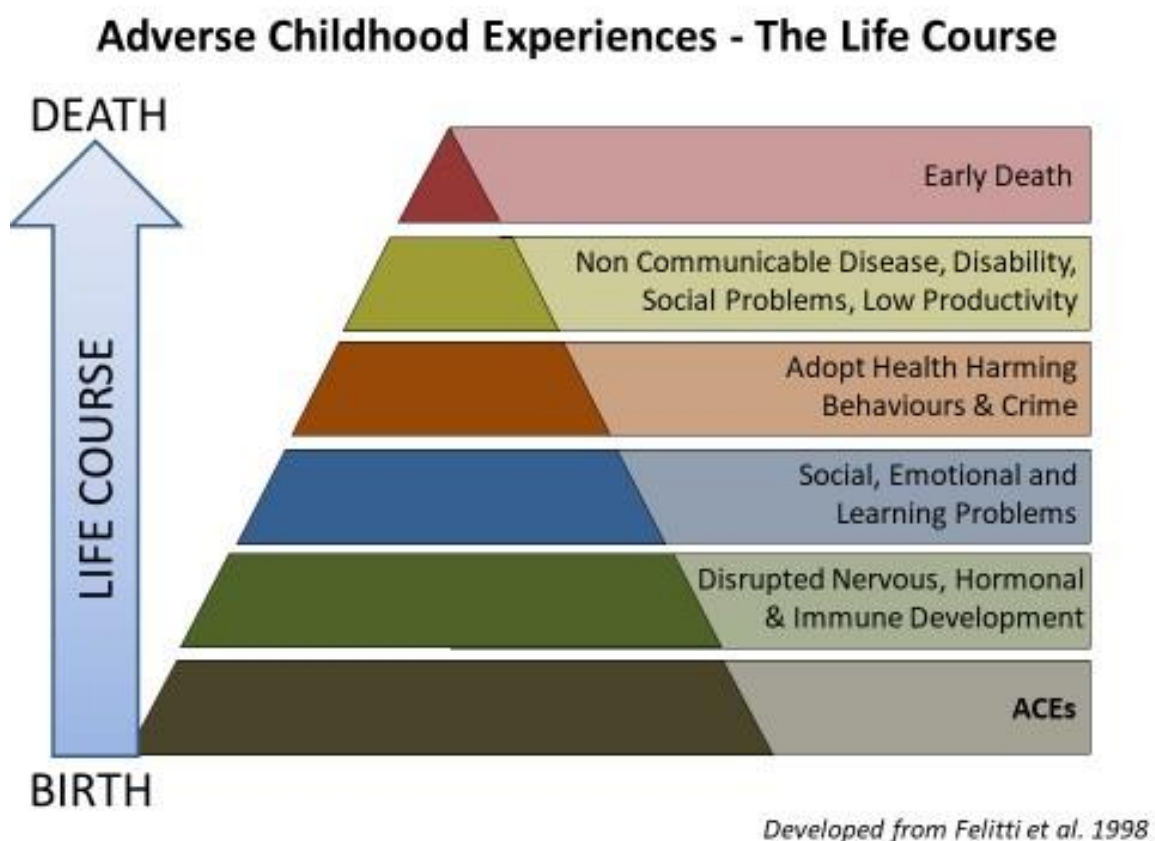 Adverse Childhood Experiences - The Life Course
DEATH
LIFE COURSE
BIRTH
Early Death
Non Communicable Disease, Disability,
Social Problems, Low Productivity
Adopt Health Harming
Behaviours & Crime
Social, Emotional and
Learning Problems
Disrupted Nervous, Hormonal
& Immune Development
ACEs
Developed from Felitti et al. 1998